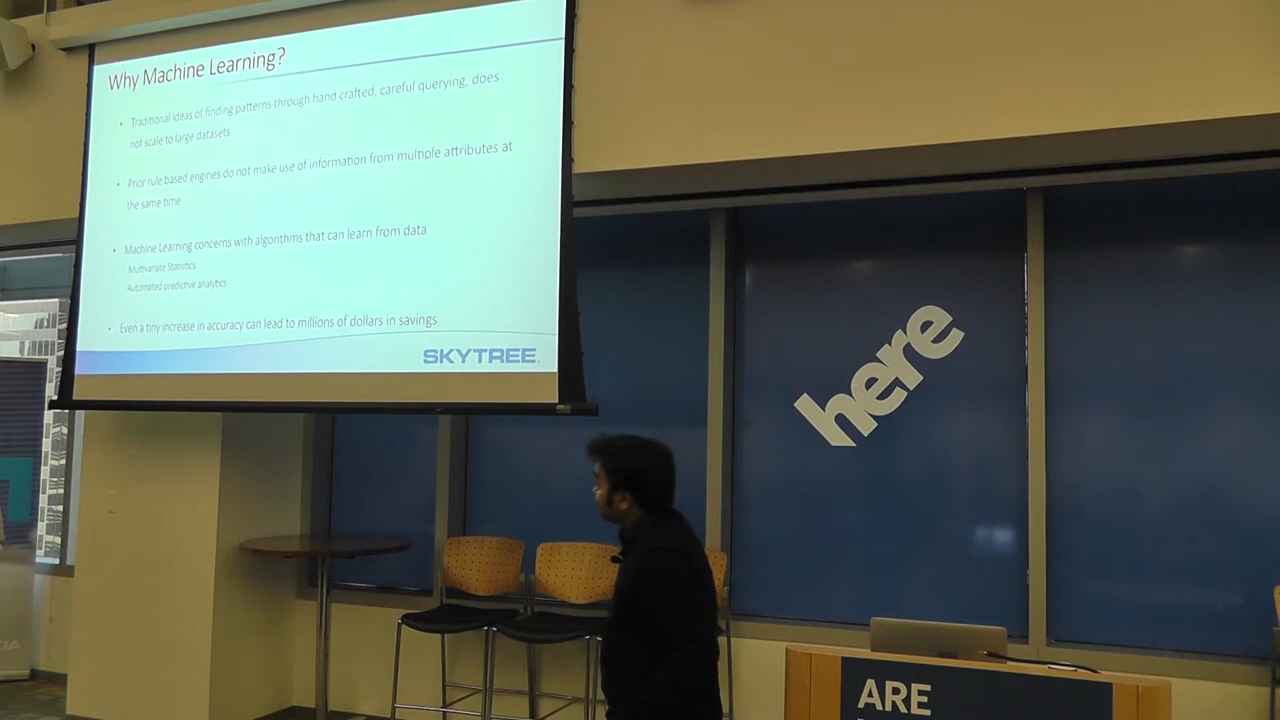 Why Machine Learning?
• Traditional ideas of finding patterns through hand crafted, careful querying, does
not scale to large datasets
• Prior rule based engines do not make use of information from multiple attributes at
the same time
• Machine Learning concerns with algorithms that can learn from data
Multivariate Statistics
Automated predictive analytics
• Even a tiny increase in accuracy can lead to millions of dollars in savings
SKYTREE
here
ARE